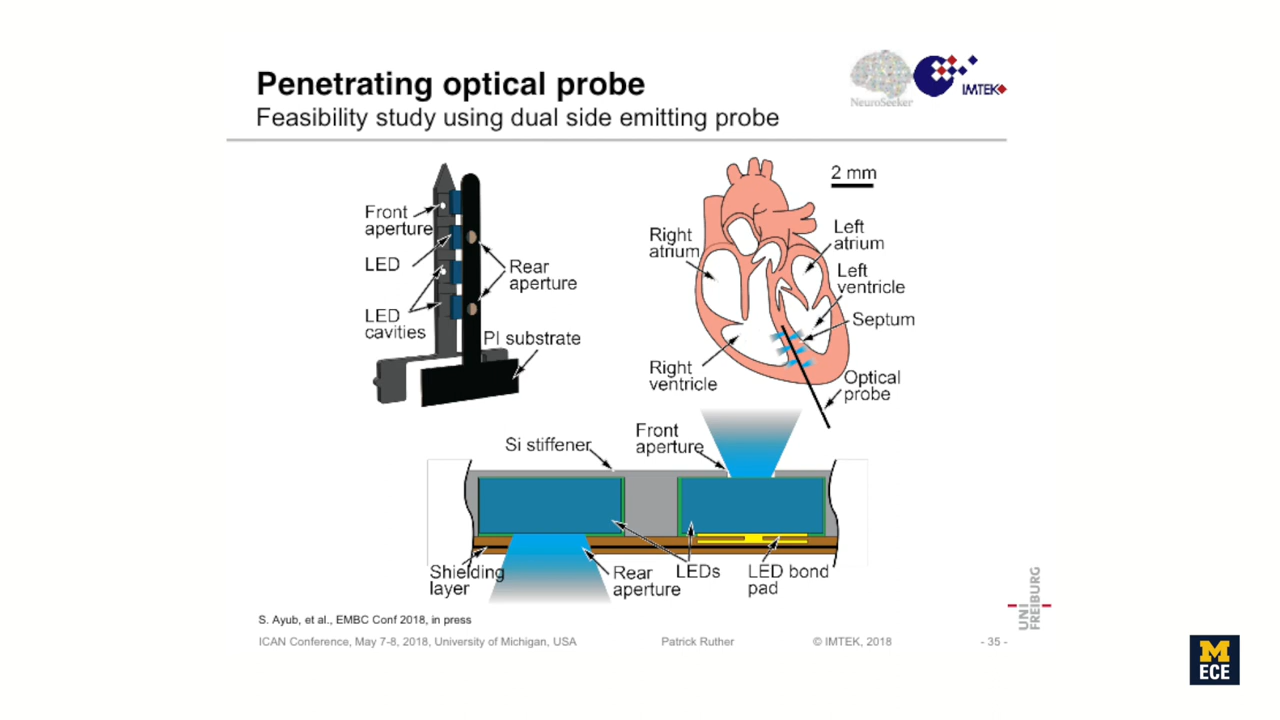 Penetrating optical probe
Feasibility study using dual side emitting probe
NeuroSeeker
IMTEK
Front
aperture
LED
LED
cavities
Rear
aperture
PI substrate
2 mm
Right
atrium
Left
atrium
Left
ventricle
Septum
Right
ventricle
Optical
probe
Si stiffener
Front
aperture
Shielding
layer
Rear
aperture
LEDs
LED bond
pad
UNI
FREIBURG
S. Ayub, et al., EMBC Conf 2018, in press
ICAN Conference, May 7-8, 2018, University of Michigan, USA
Patrick Ruther
© IMTEK, 2018
- 35 -
M
ECE